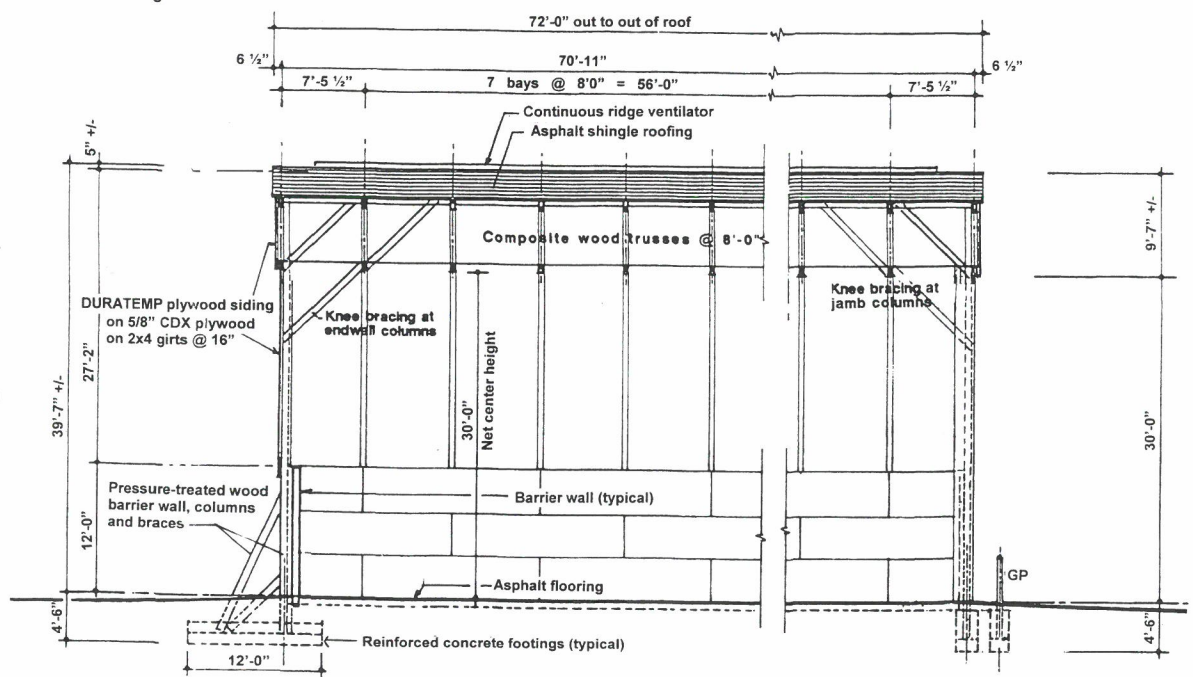 72'-0" out to out of roof
6 ½"
70'-11"
6 ½"
7'-5 ½"
7 bays @ 8'0" = 56'-0"
7'-5 ½"
Continuous ridge ventilator
Asphalt shingle roofing
5" +/-
Composite wood trusses @ 8'-0"
9'-7" +/-
DURATEMP plywood siding
on 5/8" CDX plywood
on 2x4 girts @ 16"
Knee bracing at
endwall columns
Knee bracing at
jamb columns
27'-2"
39'-7" +/-
30'-0"
Net center height
30'-0"
Pressure-treated wood
barrier wall, columns
and braces
Barrier wall (typical)
12'-0"
Asphalt flooring
GP
4'-6"
4'-6"
Reinforced concrete footings (typical)
12'-0"